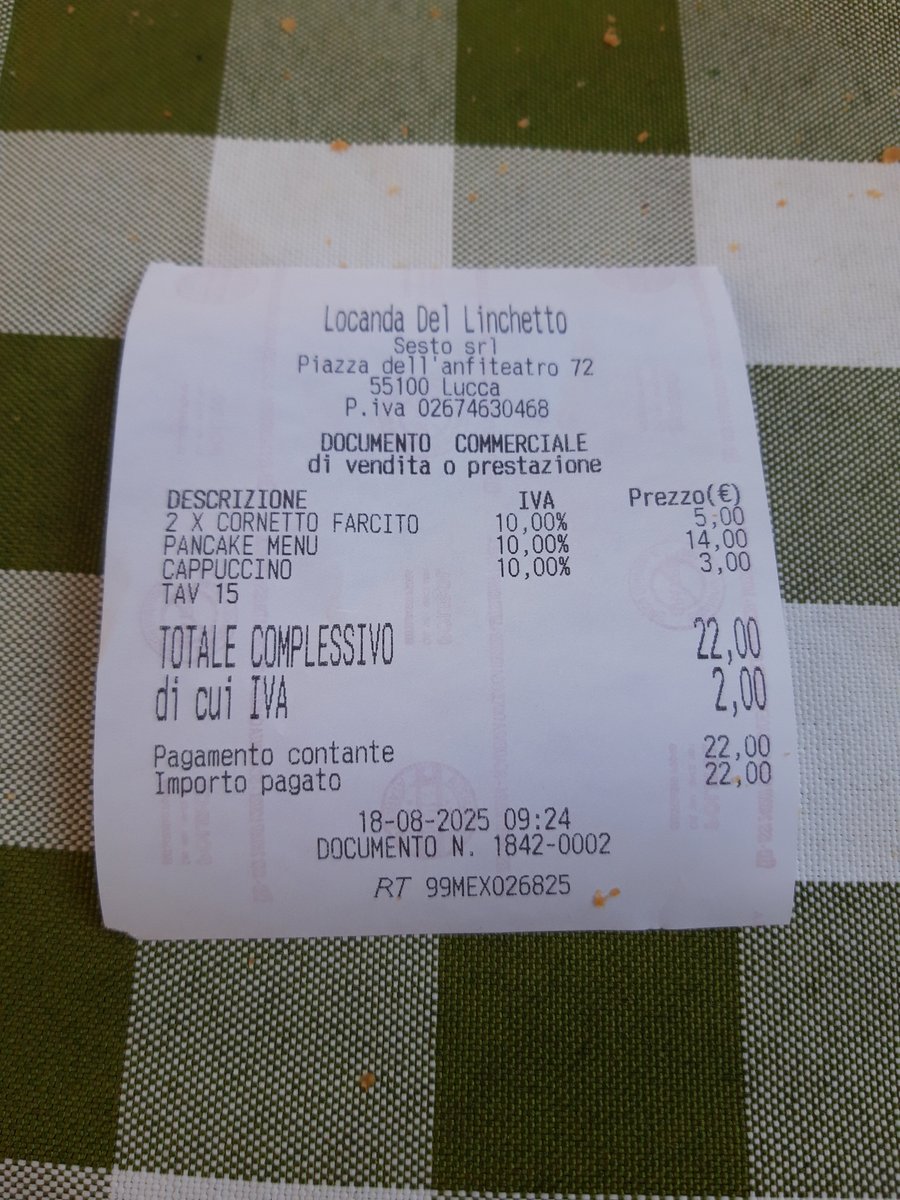 Locanda Del Linchetto
Sesto srl
Piazza dell'anfiteatro 72
55100 Lucca
P.iva 02674630468
DOCUMENTO COMMERCIALE
di vendita o prestazione
DESCRIZIONE IVA Prezzo(€)
2 X CORNETTO FARCITO 10,00% 5,00
PANCAKE MENU 10,00% 14,00
CAPPUCCINO 10,00% 3,00
TAV 15
TOTALE COMPLESSIVO 22,00
di cui IVA 2,00
Pagamento contante 22,00
Importo pagato 22,00
18-08-2025 09:24
DOCUMENTO N. 1842-0002
RT 99MEX026825